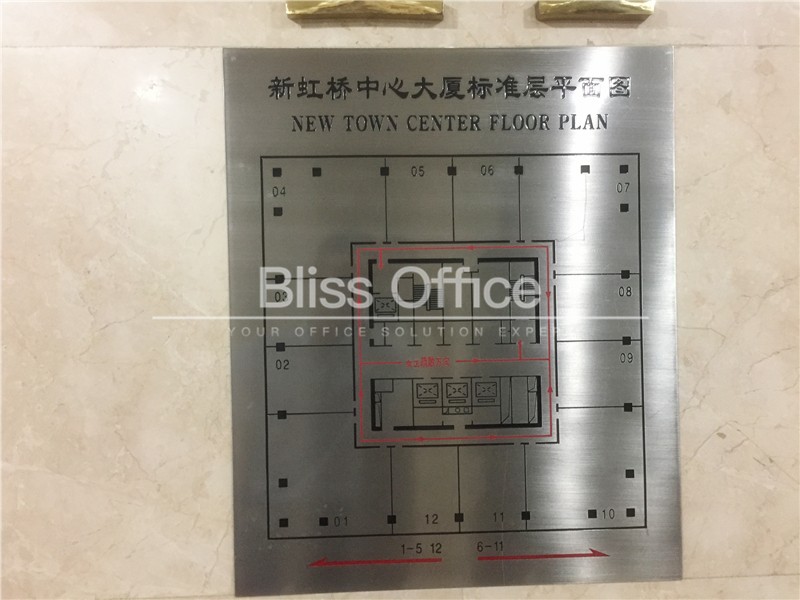 新虹桥中心大厦标准层平面图
NEW TOWN CENTER FLOOR PLAN
05 06
04 07
Bliss Office
03 08
YOUR OFFICE SOLUTION EXPER
02 09
01 12 11 10
1-5 12 6-11